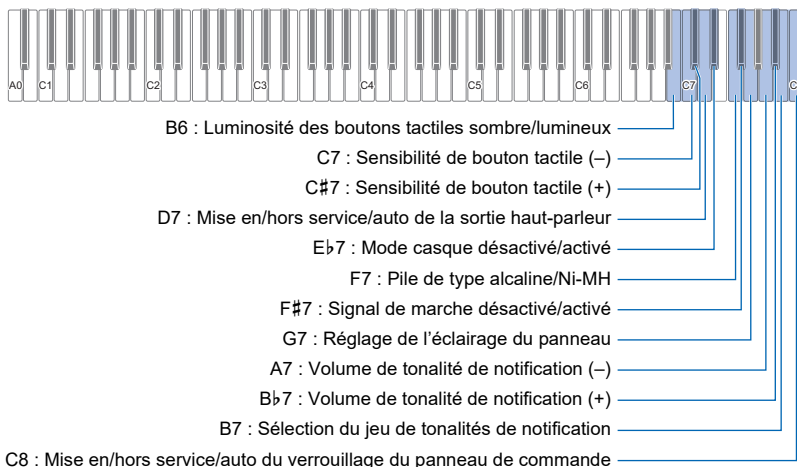 A0 C1 C2 C3 C4 C5 C6 C7 C
B6 : Luminosité des boutons tactiles sombre/lumineux
C7 : Sensibilité de bouton tactile (–)
C♯7 : Sensibilité de bouton tactile (+)
D7 : Mise en/hors service/auto de la sortie haut-parleur
E♭7 : Mode casque désactivé/activé
F7 : Pile de type alcaline/Ni-MH
F♯7 : Signal de marche désactivé/activé
G7 : Réglage de l’éclairage du panneau
A7 : Volume de tonalité de notification (–)
B♭7 : Volume de tonalité de notification (+)
B7 : Sélection du jeu de tonalités de notification
C8 : Mise en/hors service/auto du verrouillage du panneau de commande